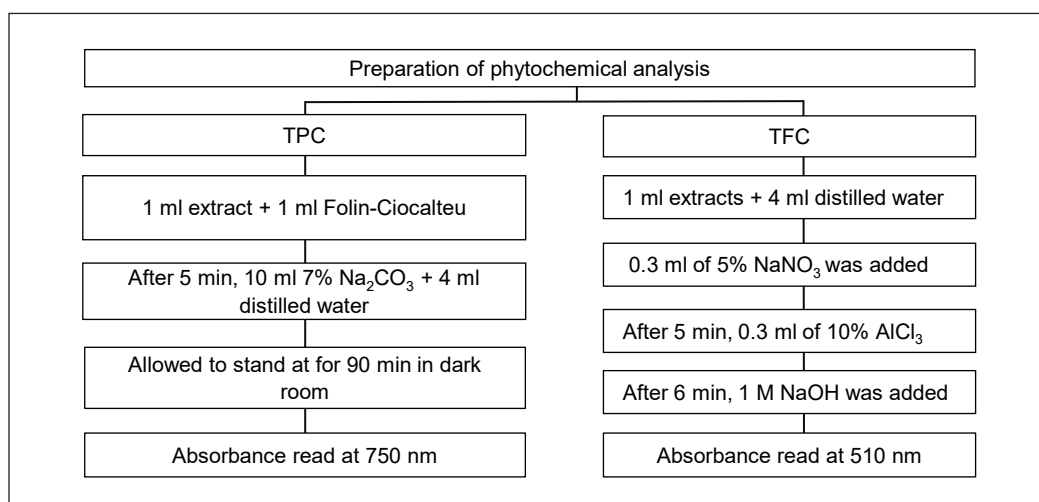 Preparation of phytochemical analysis
TPC
1 ml extract + 1 ml Folin-Ciocalteu
After 5 min, 10 ml 7% Na₂CO₃ + 4 ml
distilled water
Allowed to stand at for 90 min in dark
room
Absorbance read at 750 nm
TFC
1 ml extracts + 4 ml distilled water
0.3 ml of 5% NaNO₃ was added
After 5 min, 0.3 ml of 10% AlCl₃
After 6 min, 1 M NaOH was added
Absorbance read at 510 nm